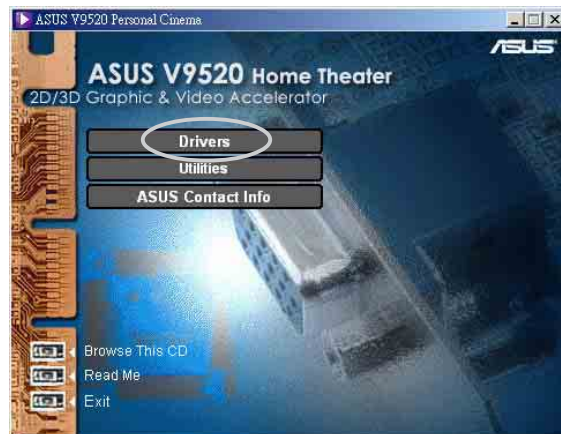 ASUS V9520 Personal Cinema
ASUS
ASUS V9520 Home Theater
2D/3D Graphic & Video Accelerator
Drivers
Utilities
ASUS Contact Info
Browse This CD
Read Me
Exit